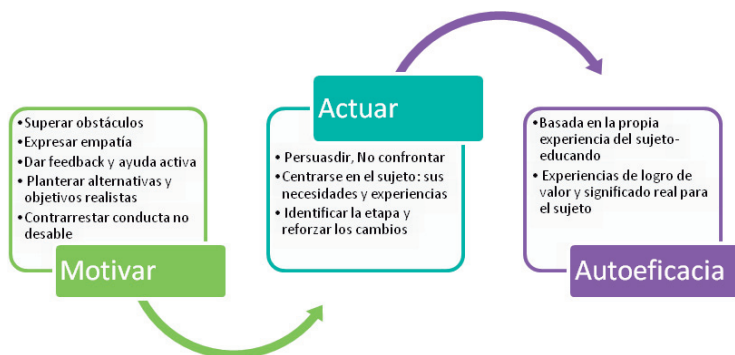 •Superar obstáculos
•Expresar empatía
•Dar feedback y ayuda activa
• Planterar alternativas y
objetivos realistas
•Contrarrestar conducta no
desable
Motivar
Actuar
• Persuasdir, No confrontar
•Centrarse en el sujeto: sus
necesidades y experiencias
• Identificar la etapa y
reforzar los cambios
•Basada en la propia
experiencia del sujeto-
educando
• Experiencias de logro de
valor y significado real para
el sujeto
Autoeficacia